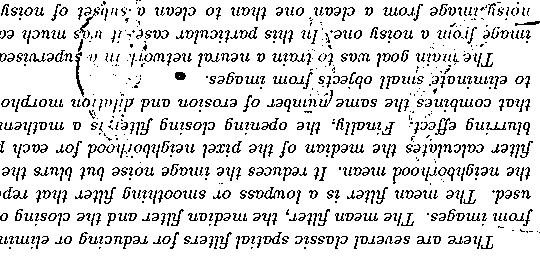 There are several classic spatial filters for reducing or elimin
from images. The mean filter, the median filter and the closing o
used. The mean filter is a lowpass or smoothing filter that rep
the neighborhood mean. It reduces the image noise but blurs the
filter calculates the median of the pixel neighborhood for each p
blurring effect. Finally, the opening closing filter is a mathem
that combines the same number of erosion and dilation morpho
to eliminate small objects from images.
The main goal was to train a neural network in a supervised
image from a noisy one. In this particular case it was much ea
noisy image from a clean one than to clean a subset of noisy